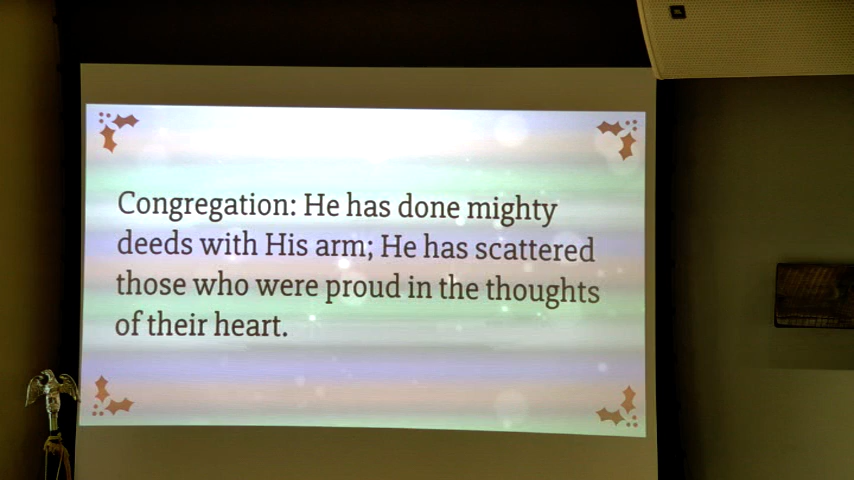 Congregation: He has done mighty
deeds with His arm; He has scattered
those who were proud in the thoughts
of their heart.